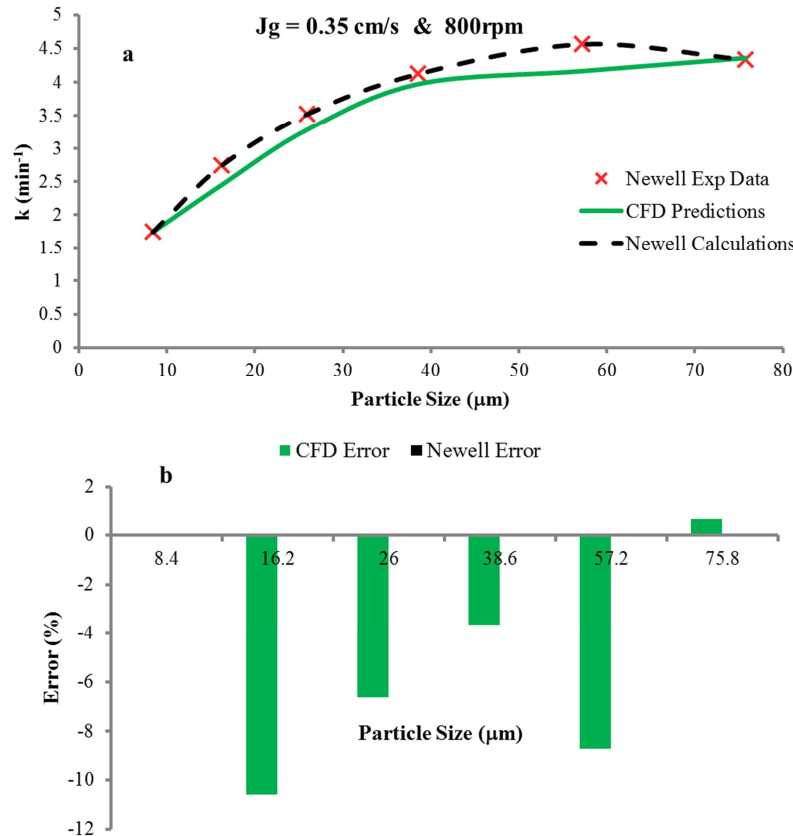 Jg = 0.35 cm/s & 800rpm
a
5
4.5
4
3.5
3
2.5
2
1.5
1
0.5
0
k (min⁻¹)
Newell Exp Data
CFD Predictions
Newell Calculations
0 10 20 30 40 50 60 70 80
Particle Size (μm)
CFD Error Newell Error
b
2
0
-2
-4
-6
-8
-10
-12
Error (%)
8.4 16.2 26 38.6 57.2 75.8
Particle Size (μm)